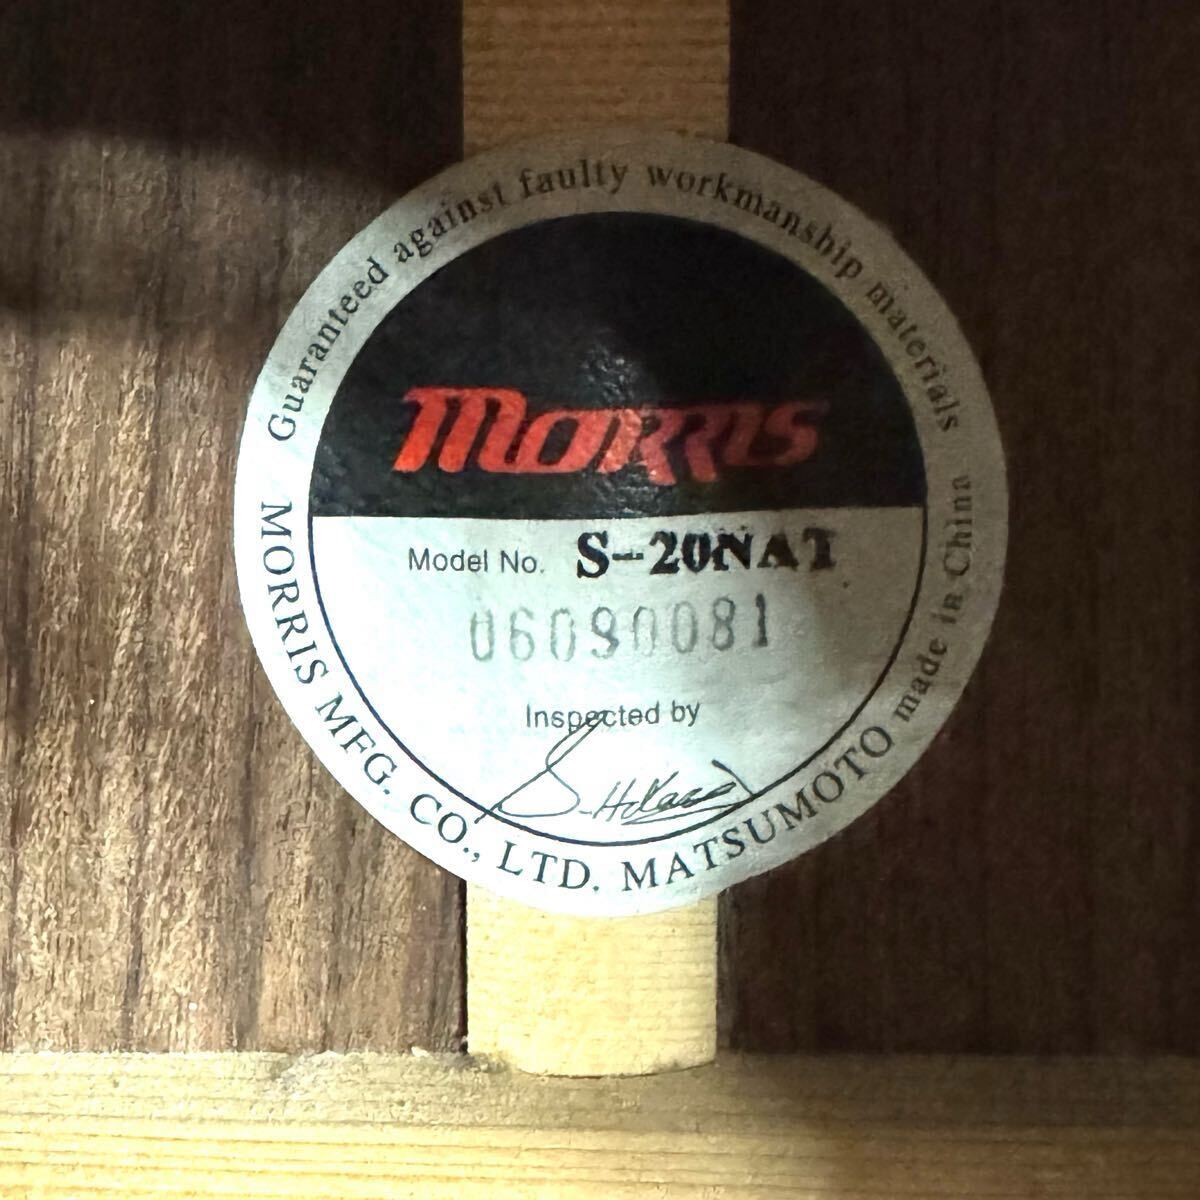 Guaranteed against faulty workmanship materials
MORRIS
Model No. S-20NAT
06090081
Inspected by
MORRIS MFG. CO., LTD. MATSUMOTO made in China